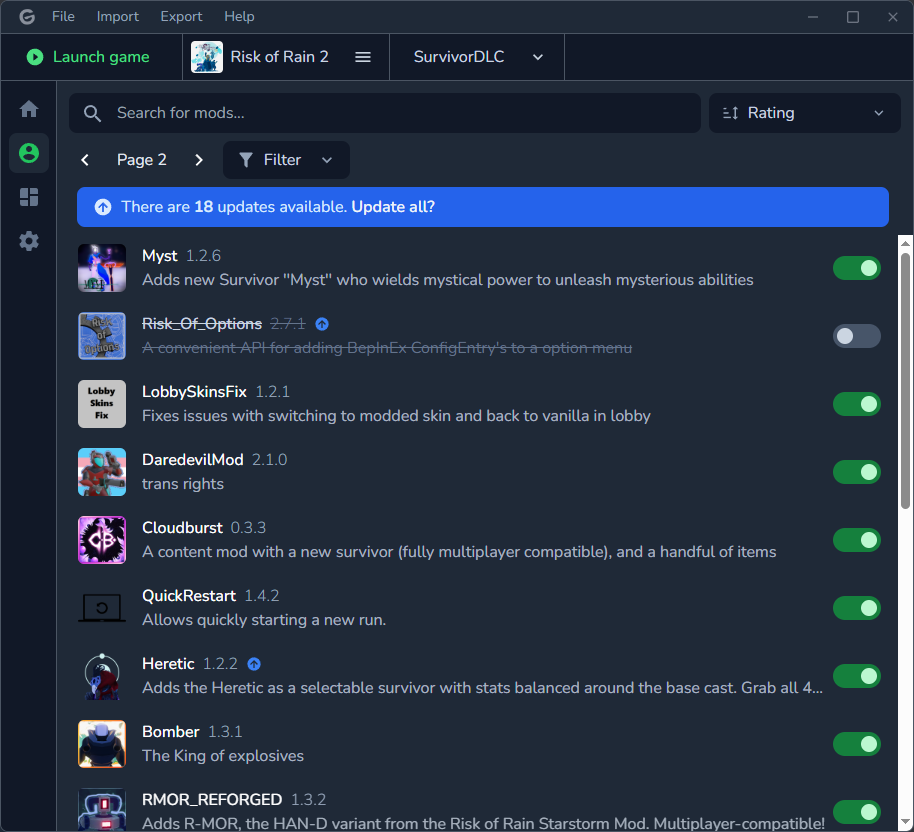 File Import Export Help
Launch game
Risk of Rain 2
SurvivorDLC
Search for mods...
Rating
Page 2
Filter
There are 18 updates available. Update all?
Myst 1.2.6
Adds new Survivor "Myst" who wields mystical power to unleash mysterious abilities
Risk of Options
Risk_Of_Options 2.7.1
A convenient API for adding BepInEx ConfigEntry's to a option menu
Lobby
Skins
Fix
LobbySkinsFix 1.2.1
Fixes issues with switching to modded skin and back to vanilla in lobby
DaredevilMod 2.1.0
trans rights
CB
Cloudburst 0.3.3
A content mod with a new survivor (fully multiplayer compatible), and a handful of items
QuickRestart 1.4.2
Allows quickly starting a new run.
Heretic 1.2.2
Adds the Heretic as a selectable survivor with stats balanced around the base cast. Grab all 4...
Bomber 1.3.1
The King of explosives
RMOR_REFORGED 1.3.2
Adds R-MOR, the HAN-D variant from the Risk of Rain Starstorm Mod. Multiplayer-compatible!